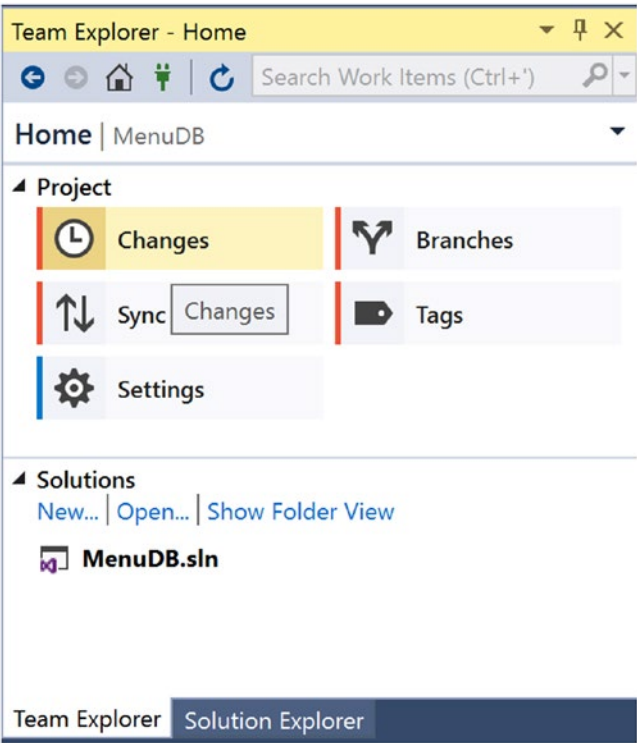 Team Explorer - Home
Search Work Items (Ctrl+')
Home | MenuDB
Project
Changes
Branches
Sync
Changes
Tags
Settings
Solutions
New... | Open... | Show Folder View
MenuDB.sln
Team Explorer
Solution Explorer